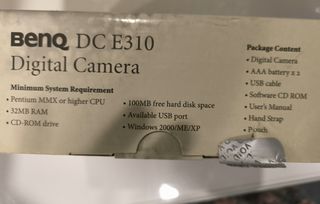 BenQ DC E310
Digital Camera
Minimum System Requirement
• Pentium MMX or higher CPU
• 32MB RAM
• CD-ROM drive
• 100MB free hard disk space
• Available USB port
• Windows 2000/ME/XP
Package Content
• Digital Camera
• AAA battery x 2
• USB cable
• Software CD ROM
• User's Manual
• Hand Strap
• Pouch